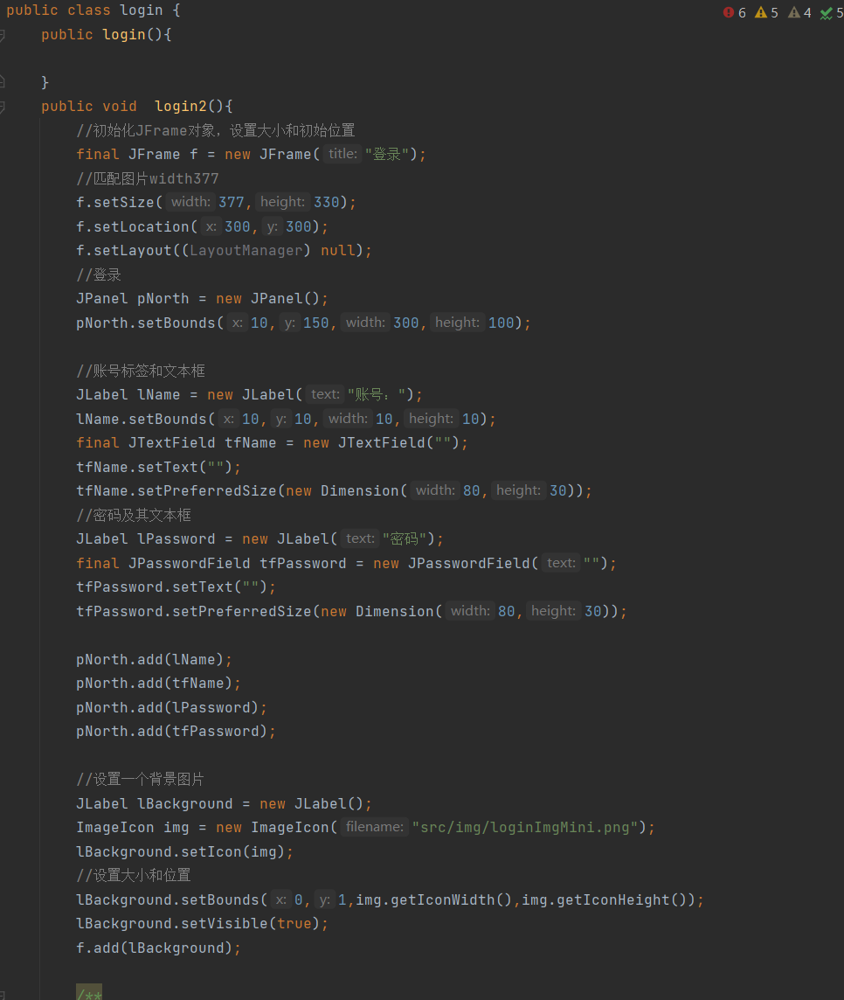 public class login {
6 5 4 5
public login(){
}
public void login2(){
//初始化JFrame对象，设置大小和初始位置
final JFrame f = new JFrame( title: "登录");
//匹配图片width377
f.setSize( width: 377, height: 330);
f.setLocation( x: 300, y: 300);
f.setLayout((LayoutManager) null);
//登录
JPanel pNorth = new JPanel();
pNorth.setBounds( x: 10, y: 150, width: 300, height: 100);
//账号标签和文本框
JLabel lName = new JLabel( text: "账号：");
lName.setBounds( x: 10, y: 10, width: 10, height: 10);
final JTextField tfName = new JTextField("");
tfName.setText("");
tfName.setPreferredSize(new Dimension( width: 80, height: 30));
//密码及其文本框
JLabel lPassword = new JLabel( text: "密码");
final JPasswordField tfPassword = new JPasswordField( text: "");
tfPassword.setText("");
tfPassword.setPreferredSize(new Dimension( width: 80, height: 30));
pNorth.add(lName);
pNorth.add(tfName);
pNorth.add(lPassword);
pNorth.add(tfPassword);
//设置一个背景图片
JLabel lBackground = new JLabel();
ImageIcon img = new ImageIcon( filename: "src/img/loginImgMini.png");
lBackground.setIcon(img);
//设置大小和位置
lBackground.setBounds( x: 0, y: 1,img.getIconWidth(),img.getIconHeight());
lBackground.setVisible(true);
f.add(lBackground);
/**